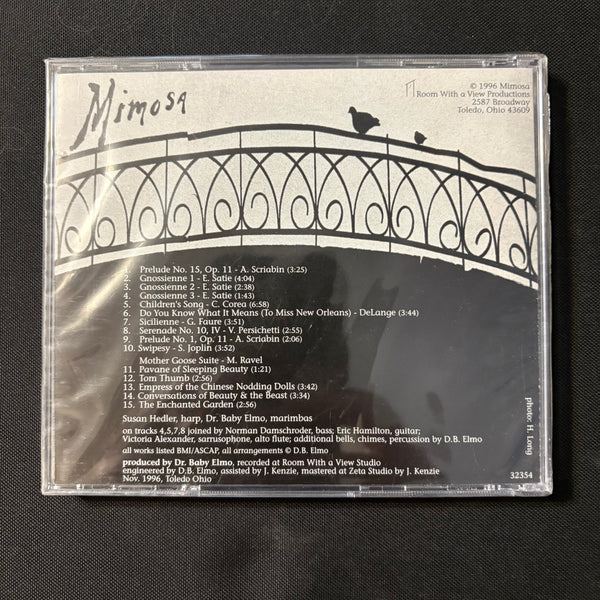 Mimosa
© 1996 Mimosa
Room With a View Productions
2587 Broadway
Toledo, Ohio 43609
1. Prelude No. 15, Op. 11 - A. Scriabin (3:25)
2. Gnossienne 1 - E. Satie (4:04)
3. Gnossienne 2 - E. Satie (2:38)
4. Gnossienne 3 - E. Satie (1:43)
5. Children's Song - C. Corea (6:58)
6. Do You Know What It Means (To Miss New Orleans) - DeLange (3:44)
7. Sicilienne - G. Faure (3:51)
8. Serenade No. 10, IV - V. Persichetti (2:55)
9. Prelude No. 1, Op. 11 - A. Scriabin (2:06)
10. Swipesy - S. Joplin (3:52)
Mother Goose Suite - M. Ravel
11. Pavane of Sleeping Beauty (1:21)
12. Tom Thumb (2:56)
13. Empress of the Chinese Nodding Dolls (3:42)
14. Conversations of Beauty & the Beast (3:34)
15. The Enchanted Garden (2:56)
Susan Hedler, harp, Dr. Baby Elmo, marimbas
on tracks 4,5,7,8 joined by Norman Damschroder, bass; Eric Hamilton, guitar;
Victoria Alexander, sarrusophone, alto flute; additional bells, chimes, percussion by D.B. Elmo
all works listed BMI/ASCAP, all arrangements © D.B. Elmo
produced by Dr. Baby Elmo, recorded at Room With a View Studio
engineered by D.B. Elmo, assisted by J. Kenzie, mastered at Zeta Studio by J. Kenzie
Nov. 1996, Toledo Ohio
photo: H. Long
32354